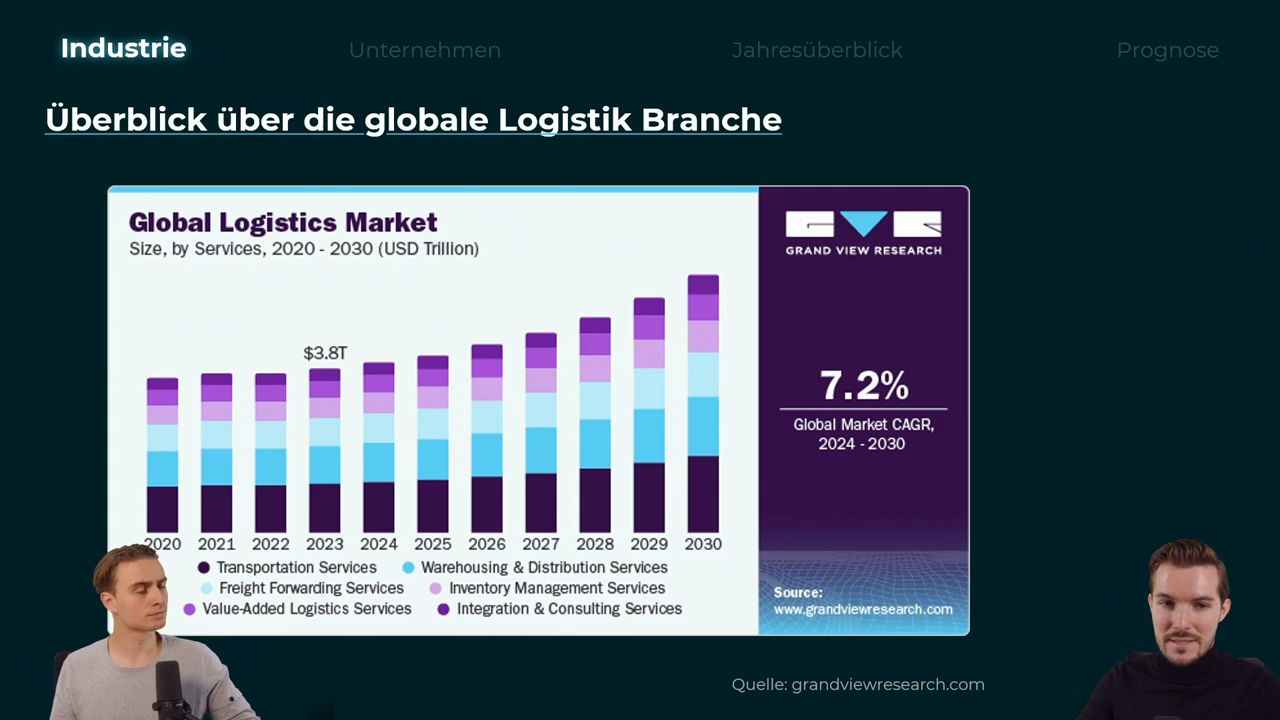 Industrie
Unternehmen
Jahresüberblick
Prognose
Überblick über die globale Logistik Branche
Global Logistics Market
Size, by Services, 2020 - 2030 (USD Trillion)
$3.8T
2020 2021 2022 2023 2024 2025 2026 2027 2028 2029 2030
Transportation Services Warehousing & Distribution Services
Freight Forwarding Services Inventory Management Services
Value-Added Logistics Services Integration & Consulting Services
GRAND VIEW RESEARCH
7.2%
Global Market CAGR,
2024 - 2030
Source:
www.grandviewresearch.com
Quelle: grandviewresearch.com